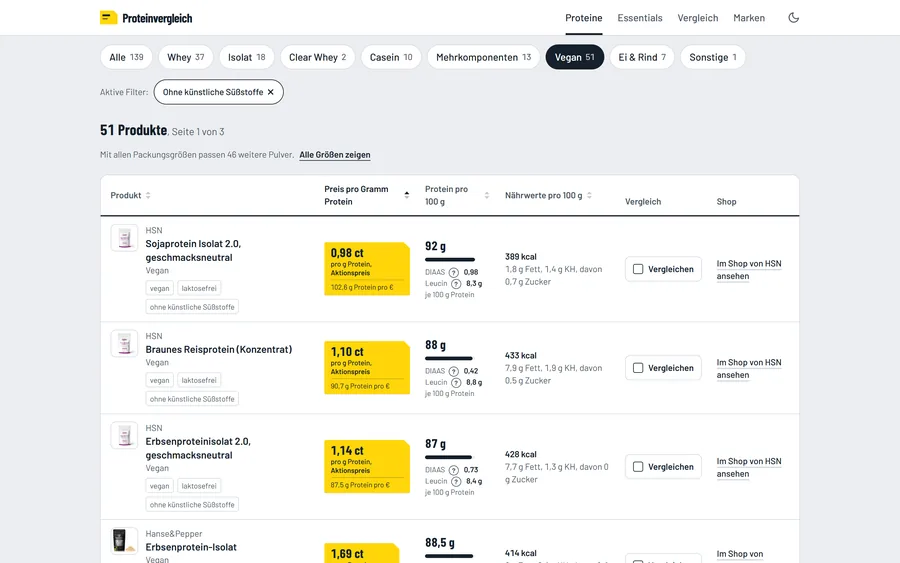 Proteinvergleich
Proteine Essentials Vergleich Marken
Alle 139 Whey 37 Isolat 18 Clear Whey 2 Casein 10 Mehrkomponenten 13 Vegan 51 Ei & Rind 7 Sonstige 1
Aktive Filter: Ohne künstliche Süßstoffe ×
51 Produkte, Seite 1 von 3
Mit allen Packungsgrößen passen 46 weitere Pulver. Alle Größen zeigen
Produkt
Preis pro Gramm
Protein
Protein pro
100 g
Nährwerte pro 100 g
Vergleich
Shop
HSN
Sojaprotein Isolat 2.0,
geschmacksneutral
Vegan
vegan laktosefrei
ohne künstliche Süßstoffe
0,98 ct
pro g Protein,
Aktionspreis
102,6 g Protein pro €
92 g
DIAAS ? 0,98
Leucin ? 8,3 g
je 100 g Protein
389 kcal
1,8 g Fett, 1,4 g KH, davon
0,7 g Zucker
Vergleichen
Im Shop von HSN
ansehen
HSN
Braunes Reisprotein (Konzentrat)
Vegan
vegan laktosefrei
ohne künstliche Süßstoffe
1,10 ct
pro g Protein,
Aktionspreis
90,7 g Protein pro €
88 g
DIAAS ? 0,42
Leucin ? 8,8 g
je 100 g Protein
433 kcal
7,9 g Fett, 1,9 g KH, davon
0,5 g Zucker
Vergleichen
Im Shop von HSN
ansehen
HSN
Erbsenproteinisolat 2.0,
geschmacksneutral
Vegan
vegan laktosefrei
ohne künstliche Süßstoffe
1,14 ct
pro g Protein,
Aktionspreis
87,5 g Protein pro €
87 g
DIAAS ? 0,73
Leucin ? 8,4 g
je 100 g Protein
428 kcal
7,7 g Fett, 1,3 g KH, davon 0
g Zucker
Vergleichen
Im Shop von HSN
ansehen
Hanse&Pepper
Erbsenprotein-Isolat
Vegan
1,69 ct
88,5 g
414 kcal
Im Shop von